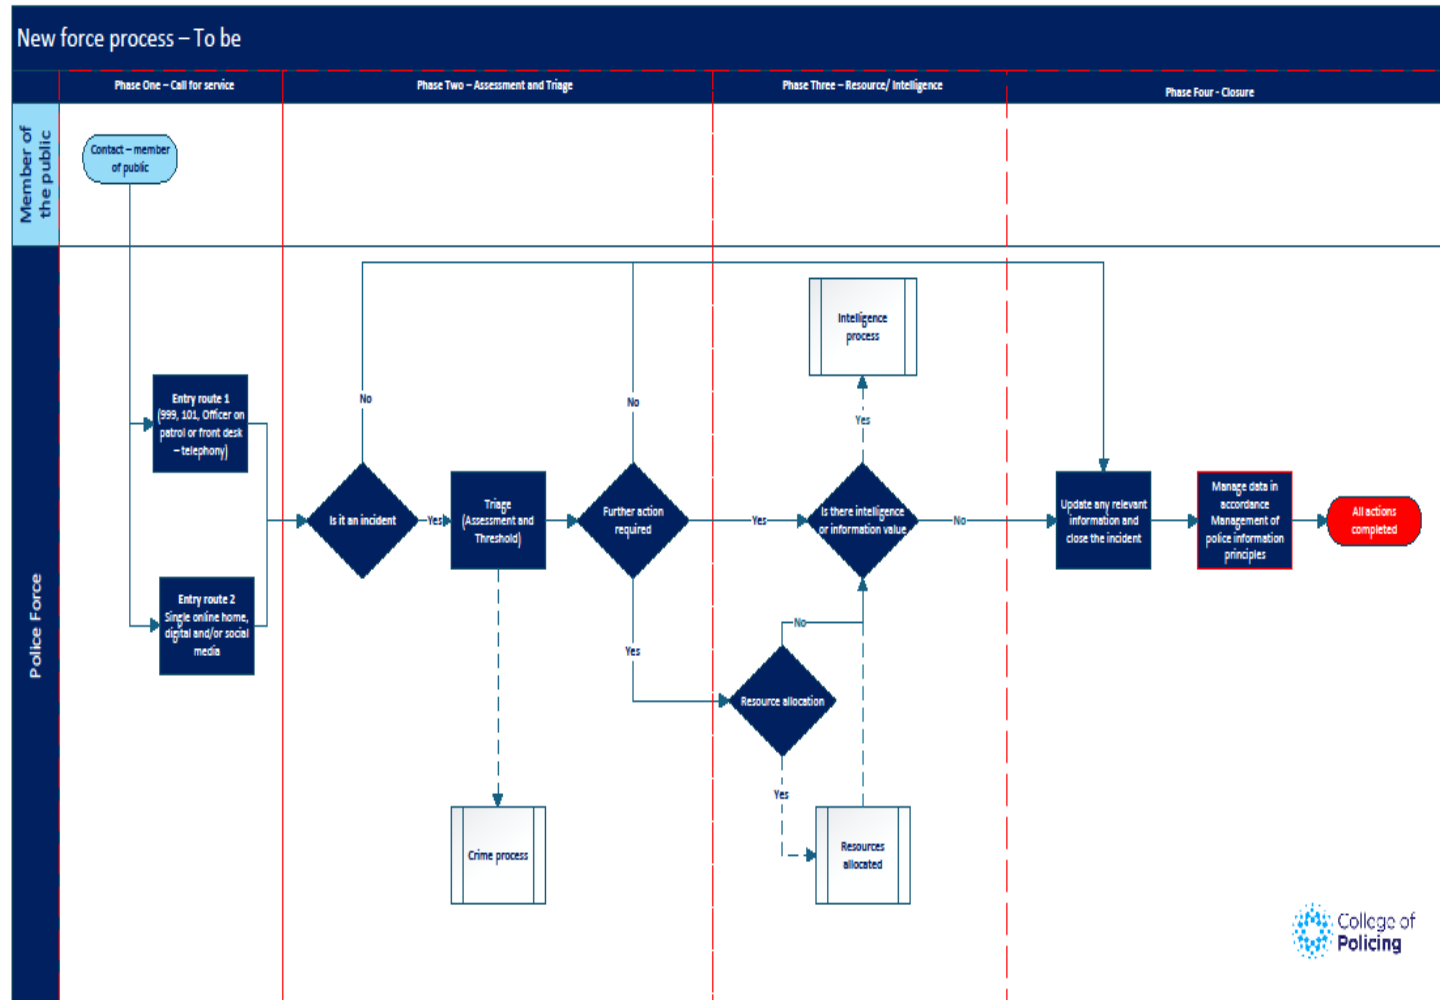 New force process – To be
Phase One – Call for service
Phase Two – Assessment and Triage
Phase Three – Resource/ Intelligence
Phase Four - Closure
Member of
the public
Contact – member
of public
Police Force
Entry route 1
(999, 101, Officer on
patrol or front desk
– telephony)
Entry route 2
Single online home,
digital and/or social
media
Is it an incident
No
Yes
Triage
(Assessment and
Threshold)
Crime process
Further action
required
No
Yes
Yes
Resource allocation
No
Yes
Resources
allocated
Is there intelligence
or information value
Yes
No
Intelligence
process
Update any relevant
information and
close the incident
Manage data in
accordance
Management of
police information
principles
All actions
completed
College of
Policing